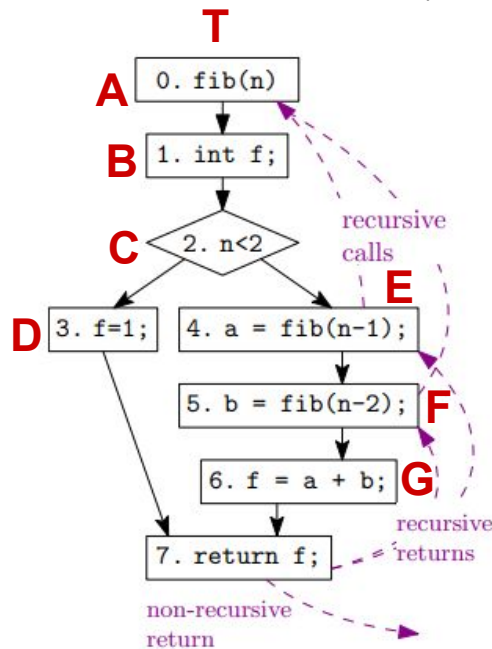 T
A
0. fib(n)
B
1. int f;
C
2. n<2
recursive
calls
E
D
3. f=1;
4. a = fib(n-1);
5. b = fib(n-2);
F
6. f = a + b;
G
7. return f;
recursive
returns
non-recursive
return